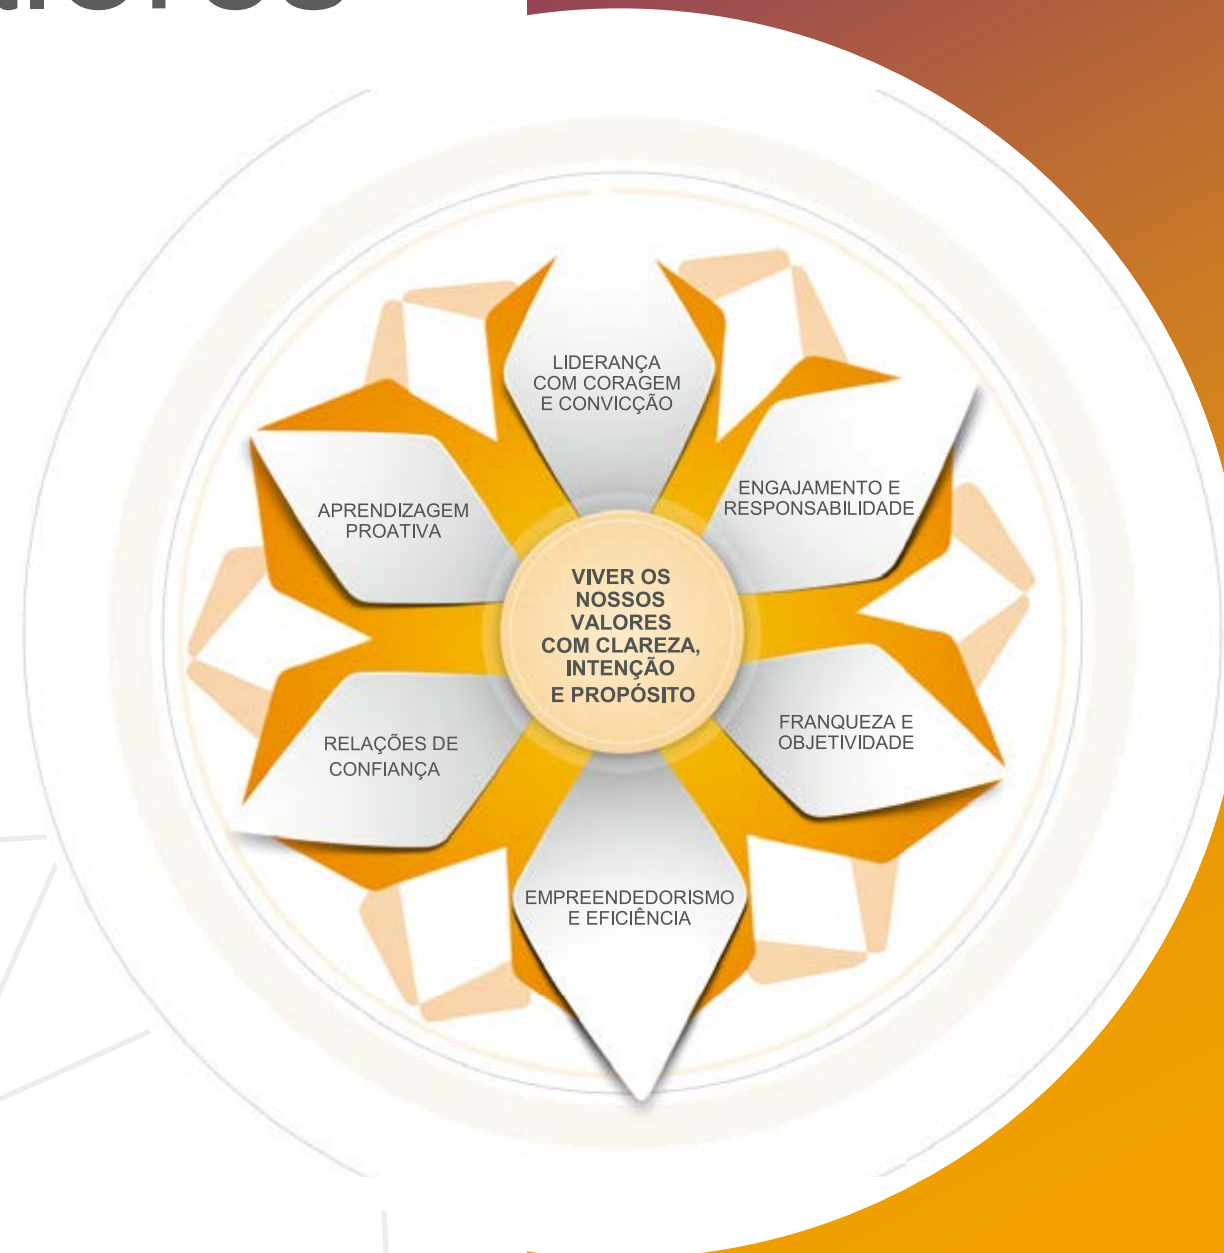 LIDERANÇA
COM CORAGEM
E CONVICÇÃO
ENGAJAMENTO E
RESPONSABILIDADE
APRENDIZAGEM
PROATIVA
VIVER OS
NOSSOS
VALORES
COM CLAREZA,
INTENÇÃO
E PROPÓSITO
FRANQUEZA E
OBJETIVIDADE
RELAÇÕES DE
CONFIANÇA
EMPREENDEDORISMO
E EFICIÊNCIA